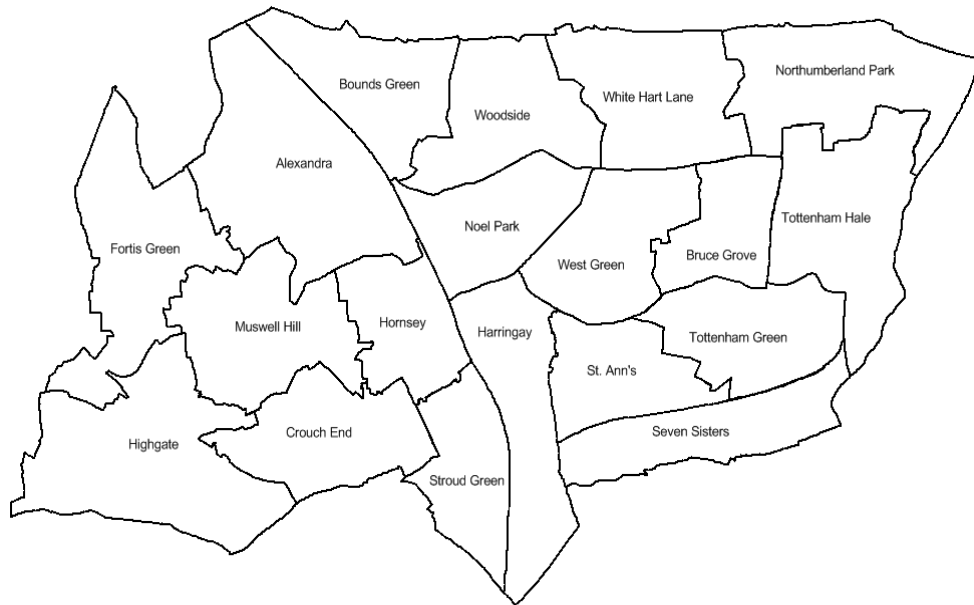 Northumberland Park
Bounds Green
White Hart Lane
Woodside
Alexandra
Tottenham Hale
Noel Park
Fortis Green
Bruce Grove
West Green
Hornsey
Muswell Hill
Harringay
Tottenham Green
St. Ann's
Seven Sisters
Crouch End
Highgate
Stroud Green